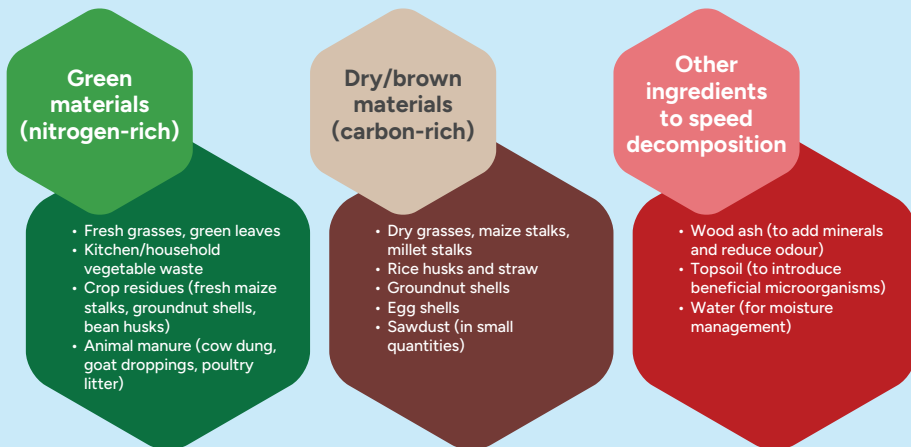 Green
materials
(nitrogen-rich)
• Fresh grasses, green leaves
• Kitchen/household
vegetable waste
• Crop residues (fresh maize
stalks, groundnut shells,
bean husks)
• Animal manure (cow dung,
goat droppings, poultry
litter)
Dry/brown
materials
(carbon-rich)
• Dry grasses, maize stalks,
millet stalks
• Rice husks and straw
• Groundnut shells
• Egg shells
• Sawdust (in small
quantities)
Other
ingredients
to speed
decomposition
• Wood ash (to add minerals
and reduce odour)
• Topsoil (to introduce
beneficial microorganisms)
• Water (for moisture
management)